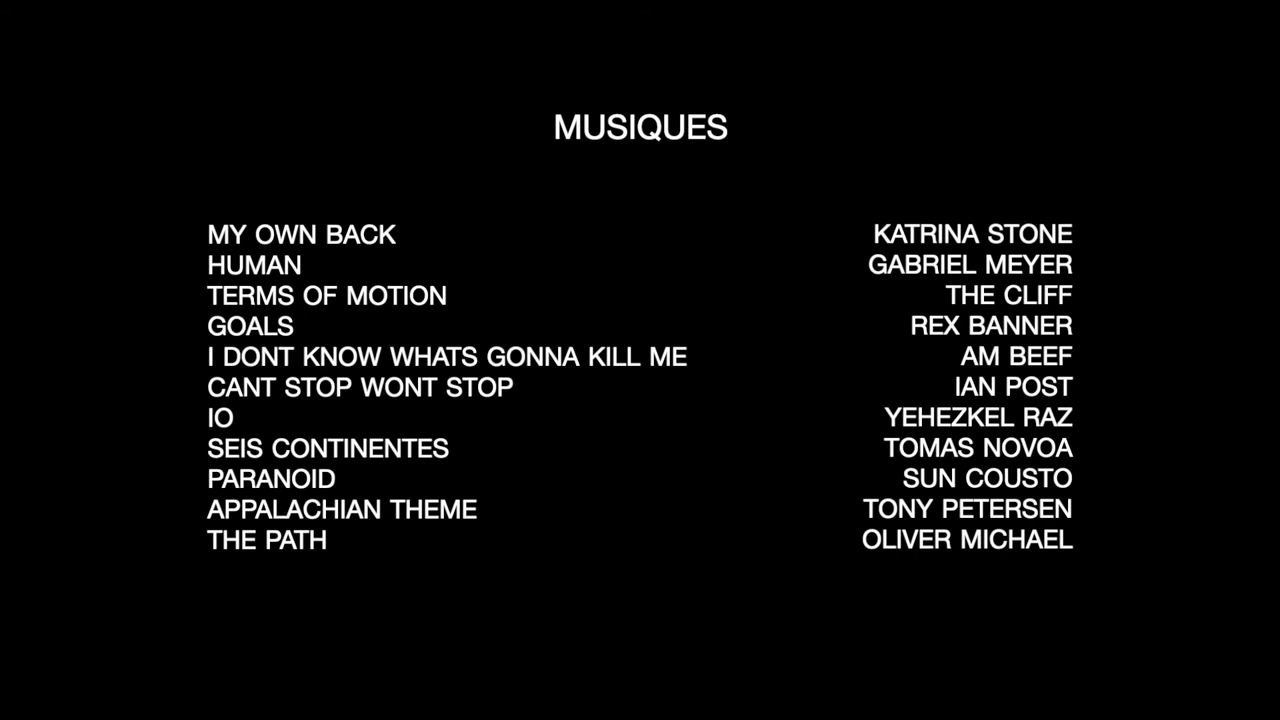 MUSIQUES
MY OWN BACK KATRINA STONE
HUMAN GABRIEL MEYER
TERMS OF MOTION THE CLIFF
GOALS REX BANNER
I DONT KNOW WHATS GONNA KILL ME AM BEEF
CANT STOP WONT STOP IAN POST
IO YEHEZKEL RAZ
SEIS CONTINENTES TOMAS NOVOA
PARANOID SUN COUSTO
APPALACHIAN THEME TONY PETERSEN
THE PATH OLIVER MICHAEL